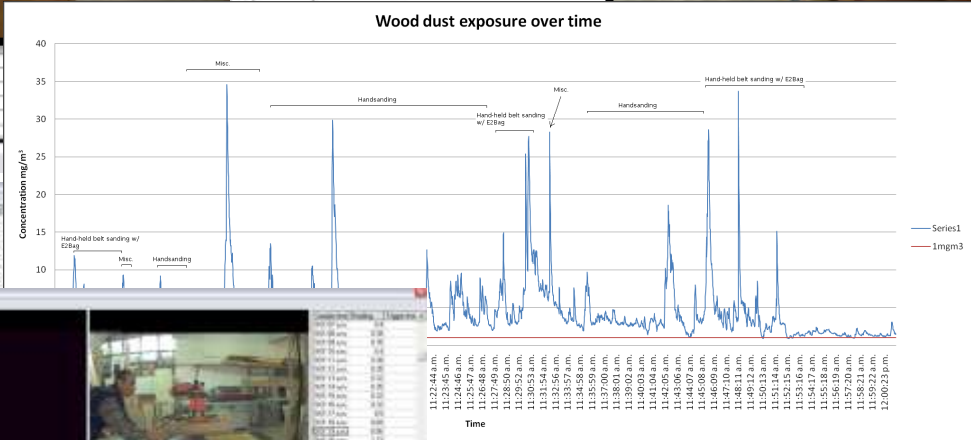 Wood dust exposure over time
40
35
30
25
20
15
10
Concentration mg/m³
Misc.
Handsanding
Hand-held belt sanding
w/ E2Bag
Misc.
Handsanding
Hand-held belt sanding w/ E2Bag
Hand-held belt sanding w/
E2Bag
Misc.
Handsanding
Series1
1mgm3
11:22:44 a.m.
11:23:45 a.m.
11:24:46 a.m.
11:25:47 a.m.
11:26:48 a.m.
11:27:49 a.m.
11:28:50 a.m.
11:29:52 a.m.
11:30:53 a.m.
11:31:54 a.m.
11:32:56 a.m.
11:33:57 a.m.
11:34:58 a.m.
11:35:59 a.m.
11:37:00 a.m.
11:38:01 a.m.
11:39:02 a.m.
11:40:03 a.m.
11:41:04 a.m.
11:42:05 a.m.
11:43:06 a.m.
11:44:07 a.m.
11:45:08 a.m.
11:46:09 a.m.
11:47:10 a.m.
11:48:11 a.m.
11:49:12 a.m.
11:50:13 a.m.
11:51:14 a.m.
11:52:15 a.m.
11:53:16 a.m.
11:54:17 a.m.
11:55:18 a.m.
11:56:19 a.m.
11:57:20 a.m.
11:58:21 a.m.
11:59:22 a.m.
12:00:23 p.m.
Time